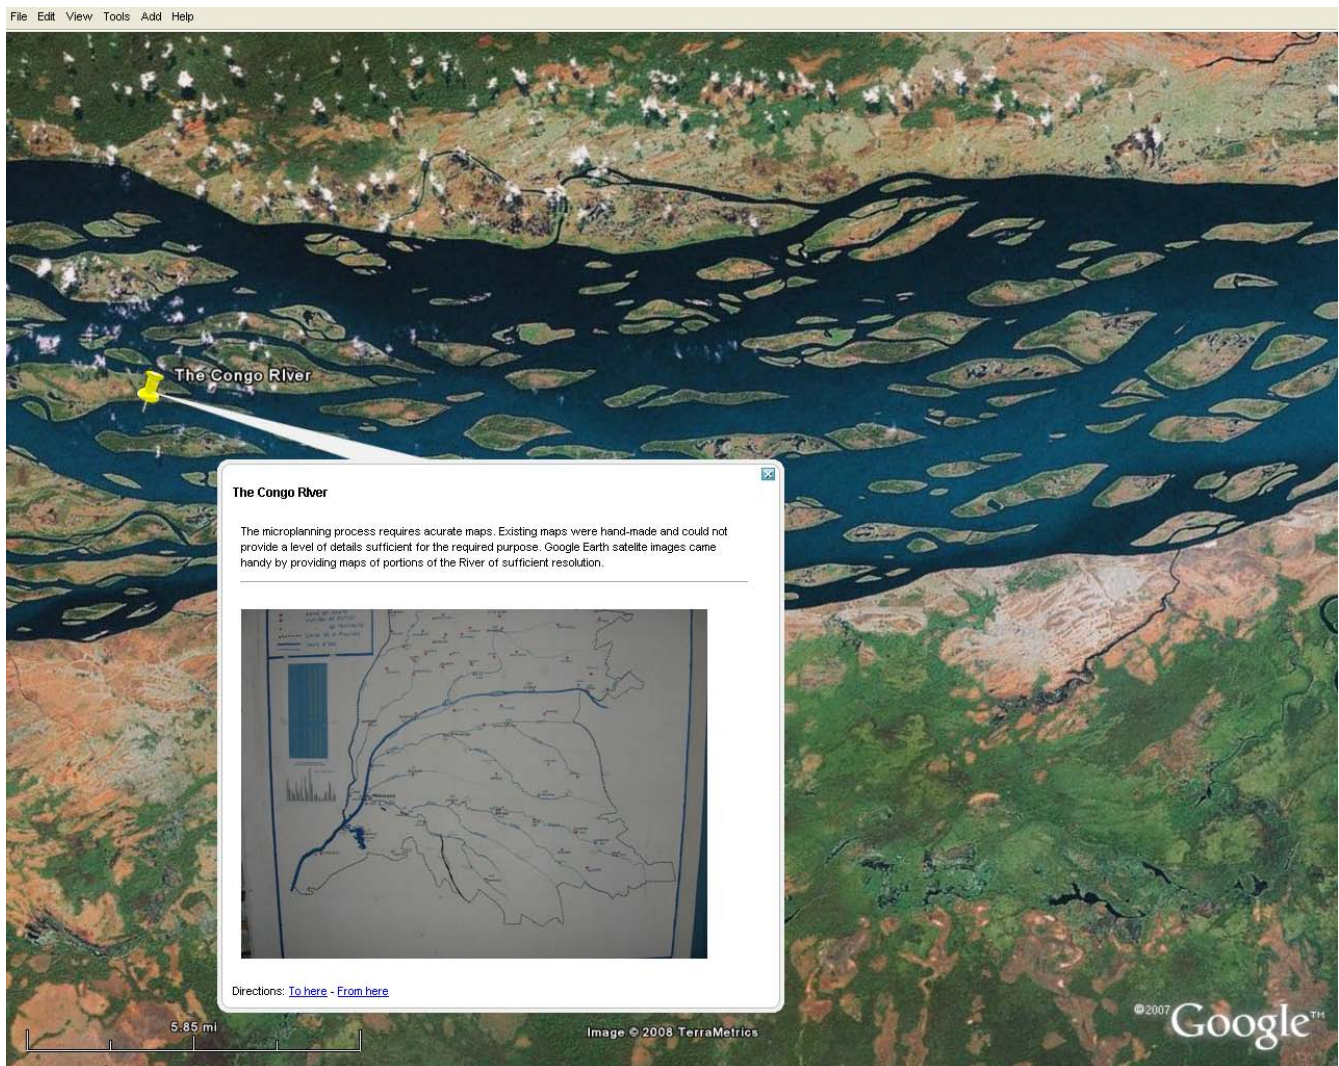 File Edit View Tools Add Help
The Congo RIver
The Congo RIver
The microplanning process requires acurate maps. Existing maps were hand-made and could not
provide a level of details sufficient for the required purpose. Google Earth satelite images came
handy by providing maps of portions of the River of sufficient resolution.
Directions: To here - From here
5.85 mi
Image © 2008 TerraMetrics
©2007 Google™